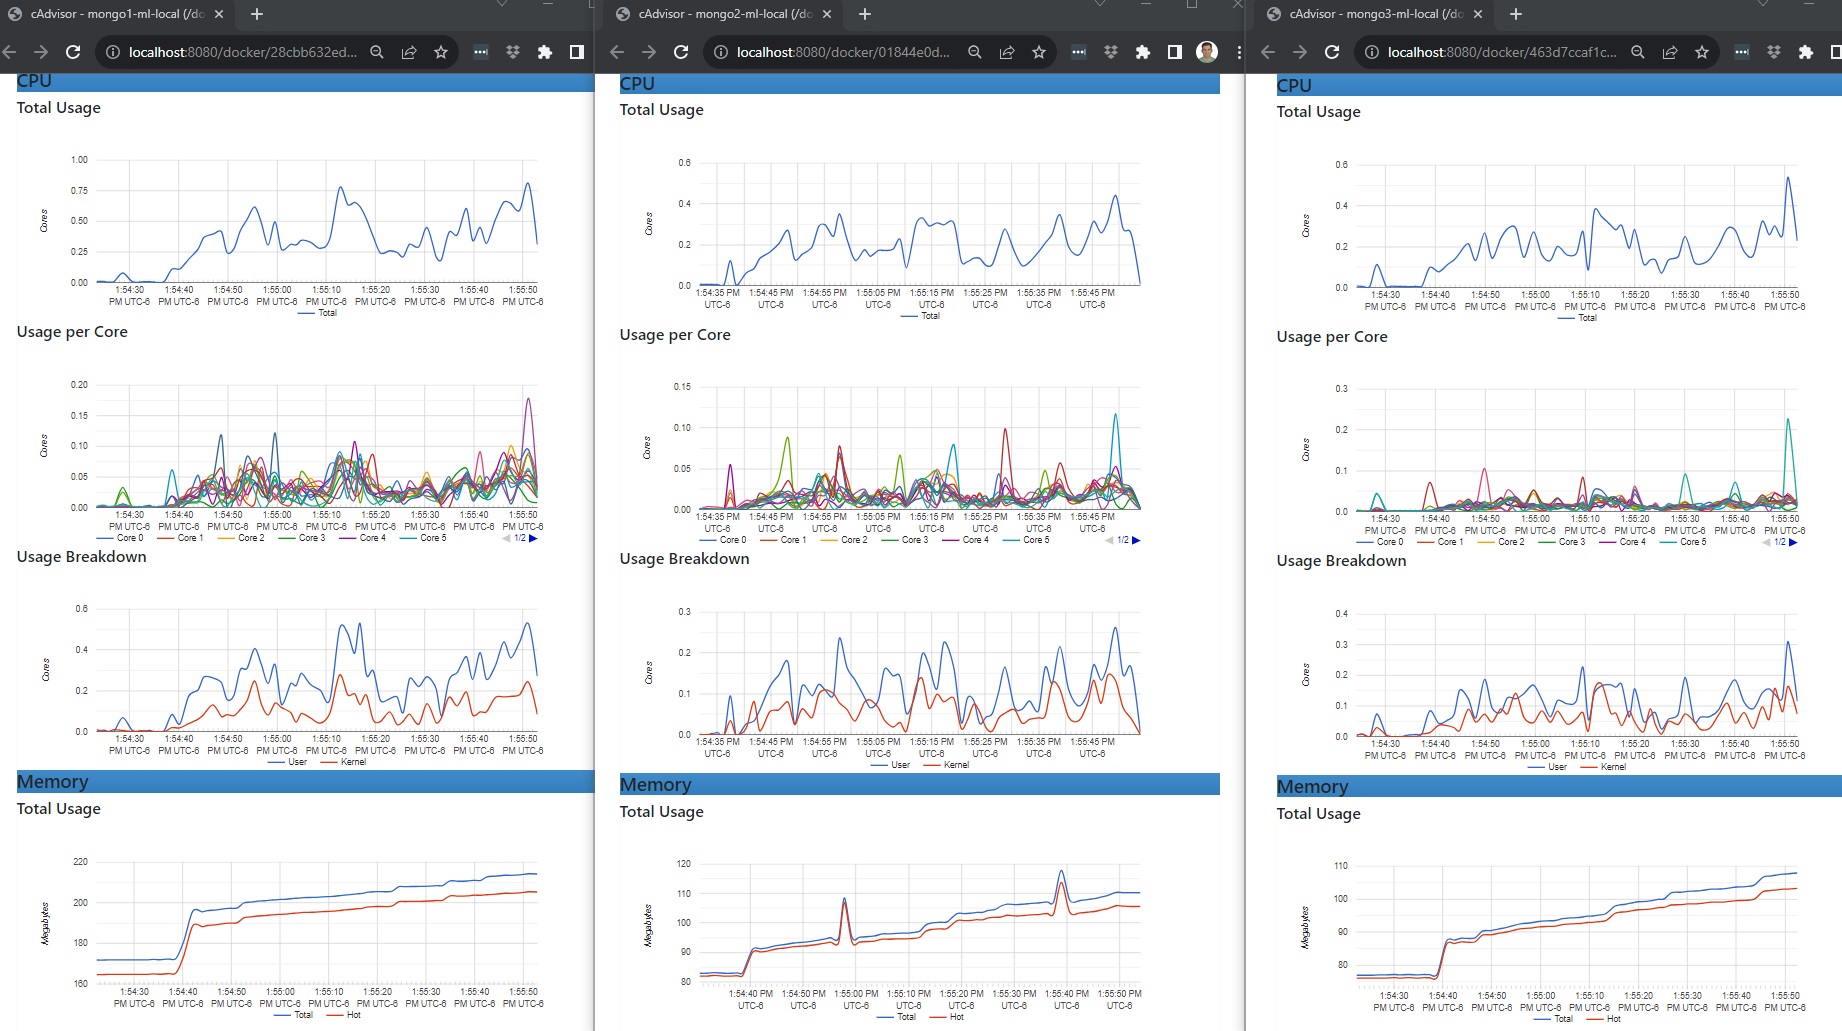 cAdvisor - mongo1-ml-local (/do
localhost:8080/docker/28cbb632ed...
CPU
Total Usage
1.00
0.75
0.50
0.25
0.00
Cores
1:54:30 PM UTC-6
1:54:40 PM UTC-6
1:54:50 PM UTC-6
1:55:00 PM UTC-6
1:55:10 PM UTC-6
1:55:20 PM UTC-6
1:55:30 PM UTC-6
1:55:40 PM UTC-6
1:55:50 PM UTC-6
Total
Usage per Core
0.20
0.15
0.10
0.05
0.00
Cores
1:54:30 PM UTC-6
1:54:40 PM UTC-6
1:54:50 PM UTC-6
1:55:00 PM UTC-6
1:55:10 PM UTC-6
1:55:20 PM UTC-6
1:55:30 PM UTC-6
1:55:40 PM UTC-6
1:55:50 PM UTC-6
Core 0 Core 1 Core 2 Core 3 Core 4 Core 5 1/2
Usage Breakdown
0.6
0.4
0.2
0.0
Cores
1:54:30 PM UTC-6
1:54:40 PM UTC-6
1:54:50 PM UTC-6
1:55:00 PM UTC-6
1:55:10 PM UTC-6
1:55:20 PM UTC-6
1:55:30 PM UTC-6
1:55:40 PM UTC-6
1:55:50 PM UTC-6
User Kernel
Memory
Total Usage
220
200
180
160
Megabytes
1:54:30 PM UTC-6
1:54:40 PM UTC-6
1:54:50 PM UTC-6
1:55:00 PM UTC-6
1:55:10 PM UTC-6
1:55:20 PM UTC-6
1:55:30 PM UTC-6
1:55:40 PM UTC-6
1:55:50 PM UTC-6
Total Hot
cAdvisor - mongo2-ml-local (/do
localhost:8080/docker/01844e0d...
CPU
Total Usage
0.6
0.4
0.2
0.0
Cores
1:54:35 PM UTC-6
1:54:45 PM UTC-6
1:54:55 PM UTC-6
1:55:05 PM UTC-6
1:55:15 PM UTC-6
1:55:25 PM UTC-6
1:55:35 PM UTC-6
1:55:45 PM UTC-6
Total
Usage per Core
0.15
0.10
0.05
0.00
Cores
1:54:35 PM UTC-6
1:54:45 PM UTC-6
1:54:55 PM UTC-6
1:55:05 PM UTC-6
1:55:15 PM UTC-6
1:55:25 PM UTC-6
1:55:35 PM UTC-6
1:55:45 PM UTC-6
Core 0 Core 1 Core 2 Core 3 Core 4 Core 5 1/2
Usage Breakdown
0.3
0.2
0.1
0.0
Cores
1:54:35 PM UTC-6
1:54:45 PM UTC-6
1:54:55 PM UTC-6
1:55:05 PM UTC-6
1:55:15 PM UTC-6
1:55:25 PM UTC-6
1:55:35 PM UTC-6
1:55:45 PM UTC-6
User Kernel
Memory
Total Usage
120
110
100
90
80
Megabytes
1:54:40 PM UTC-6
1:54:50 PM UTC-6
1:55:00 PM UTC-6
1:55:10 PM UTC-6
1:55:20 PM UTC-6
1:55:30 PM UTC-6
1:55:40 PM UTC-6
1:55:50 PM UTC-6
Total Hot
cAdvisor - mongo3-ml-local (/do
localhost:8080/docker/463d7ccaf1c...
CPU
Total Usage
0.6
0.4
0.2
0.0
Cores
1:54:30 PM UTC-6
1:54:40 PM UTC-6
1:54:50 PM UTC-6
1:55:00 PM UTC-6
1:55:10 PM UTC-6
1:55:20 PM UTC-6
1:55:30 PM UTC-6
1:55:40 PM UTC-6
1:55:50 PM UTC-6
Total
Usage per Core
0.3
0.2
0.1
0.0
Cores
1:54:30 PM UTC-6
1:54:40 PM UTC-6
1:54:50 PM UTC-6
1:55:00 PM UTC-6
1:55:10 PM UTC-6
1:55:20 PM UTC-6
1:55:30 PM UTC-6
1:55:40 PM UTC-6
1:55:50 PM UTC-6
Core 0 Core 1 Core 2 Core 3 Core 4 Core 5 1/2
Usage Breakdown
0.4
0.3
0.2
0.1
0.0
Cores
1:54:30 PM UTC-6
1:54:40 PM UTC-6
1:54:50 PM UTC-6
1:55:00 PM UTC-6
1:55:10 PM UTC-6
1:55:20 PM UTC-6
1:55:30 PM UTC-6
1:55:40 PM UTC-6
1:55:50 PM UTC-6
User Kernel
Memory
Total Usage
110
100
90
80
Megabytes
1:54:30 PM UTC-6
1:54:40 PM UTC-6
1:54:50 PM UTC-6
1:55:00 PM UTC-6
1:55:10 PM UTC-6
1:55:20 PM UTC-6
1:55:30 PM UTC-6
1:55:40 PM UTC-6
1:55:50 PM UTC-6
Total Hot